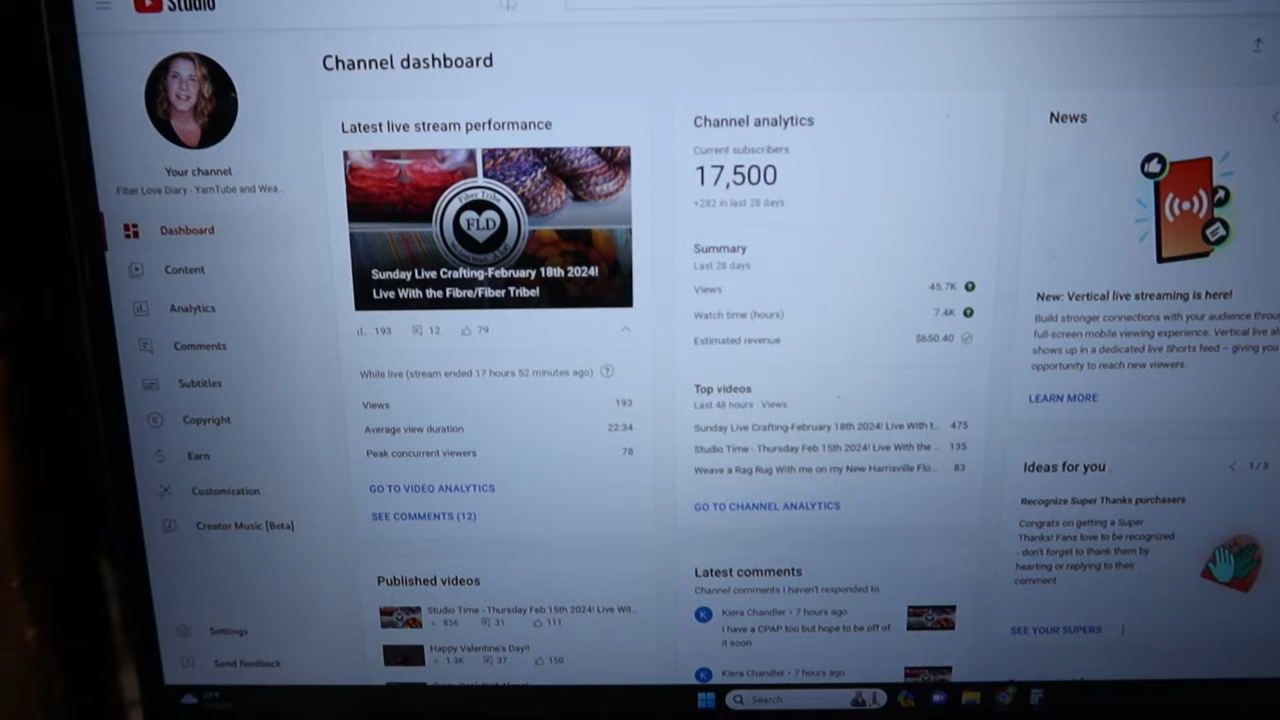 Studio
Channel dashboard
Your channel
Fiber Love Diary - YarnTube and Wea...
Dashboard
Content
Analytics
Comments
Subtitles
Copyright
Earn
Customization
Creator Music [Beta]
Settings
Send feedback
Latest live stream performance
Fiber Tribe
FLD
Sunday Live Crafting-February 18th 2024!
Live With the Fibre/Fiber Tribe!
193 12 79
While live (stream ended 17 hours 52 minutes ago)
Views 193
Average view duration 22:34
Peak concurrent viewers 78
GO TO VIDEO ANALYTICS
SEE COMMENTS (12)
Published videos
Studio Time - Thursday Feb 15th 2024! Live Wit...
856 31 111
Happy Valentine's Day!!
1.3K 37 150
Channel analytics
Current subscribers
17,500
+282 in last 28 days
Summary
Last 28 days
Views 45.7K
Watch time (hours) 7.4K
Estimated revenue $650.40
Top videos
Last 48 hours · Views
Sunday Live Crafting-February 18th 2024! Live With t... 475
Studio Time - Thursday Feb 15th 2024! Live With the ... 135
Weave a Rag Rug With me on my New Harrisville Flo... 83
GO TO CHANNEL ANALYTICS
Latest comments
Channel comments I haven't responded to
K Kiera Chandler • 7 hours ago
I have a CPAP too but hope to be off of
it soon
K Kiera Chandler • 7 hours ago
News
New: Vertical live streaming is here!
Build stronger connections with your audience throu
full-screen mobile viewing experience. Vertical live al
shows up in a dedicated live Shorts feed – giving you
opportunity to reach new viewers.
LEARN MORE
Ideas for you 1/3
Recognize Super Thanks purchasers
Congrats on getting a Super
Thanks! Fans love to be recognized
- don't forget to thank them by
hearting or replying to their
comment
SEE YOUR SUPERS
Search